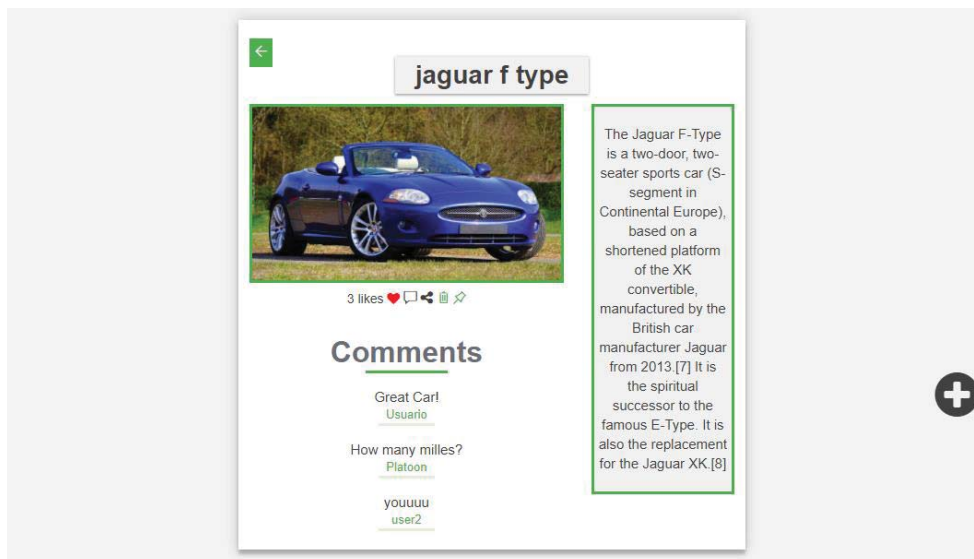 jaguar f type
The Jaguar F-Type
is a two-door, two-
seater sports car (S-
segment in
Continental Europe),
based on a
shortened platform
of the XK
convertible,
manufactured by the
British car
manufacturer Jaguar
from 2013.[7] It is
the spiritual
successor to the
famous E-Type. It is
also the replacement
for the Jaguar XK.[8]
3 likes
Comments
Great Car!
Usuario
How many milles?
Platoon
youuuu
user2